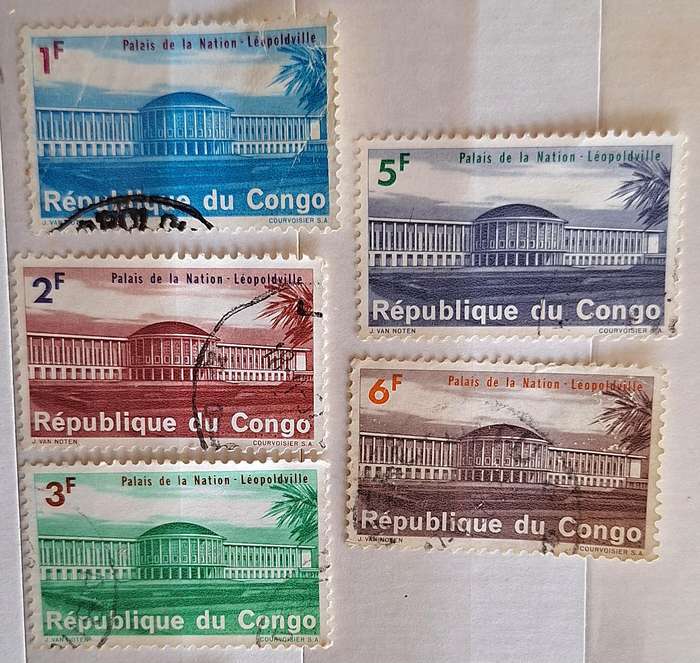 1F
Palais de la Nation - Léopoldville
République du Congo
J. VAN NOTEN
COURVOISIER S.A.
2F
Palais de la Nation - Léopoldville
République du Congo
J. VAN NOTEN
COURVOISIER S.A.
3F
Palais de la Nation - Léopoldville
République du Congo
J. VAN NOTEN
COURVOISIER S.A.
5F
Palais de la Nation - Léopoldville
République du Congo
J. VAN NOTEN
COURVOISIER S.A.
6F
Palais de la Nation - Léopoldville
République du Congo
J. VAN NOTEN
COURVOISIER S.A.